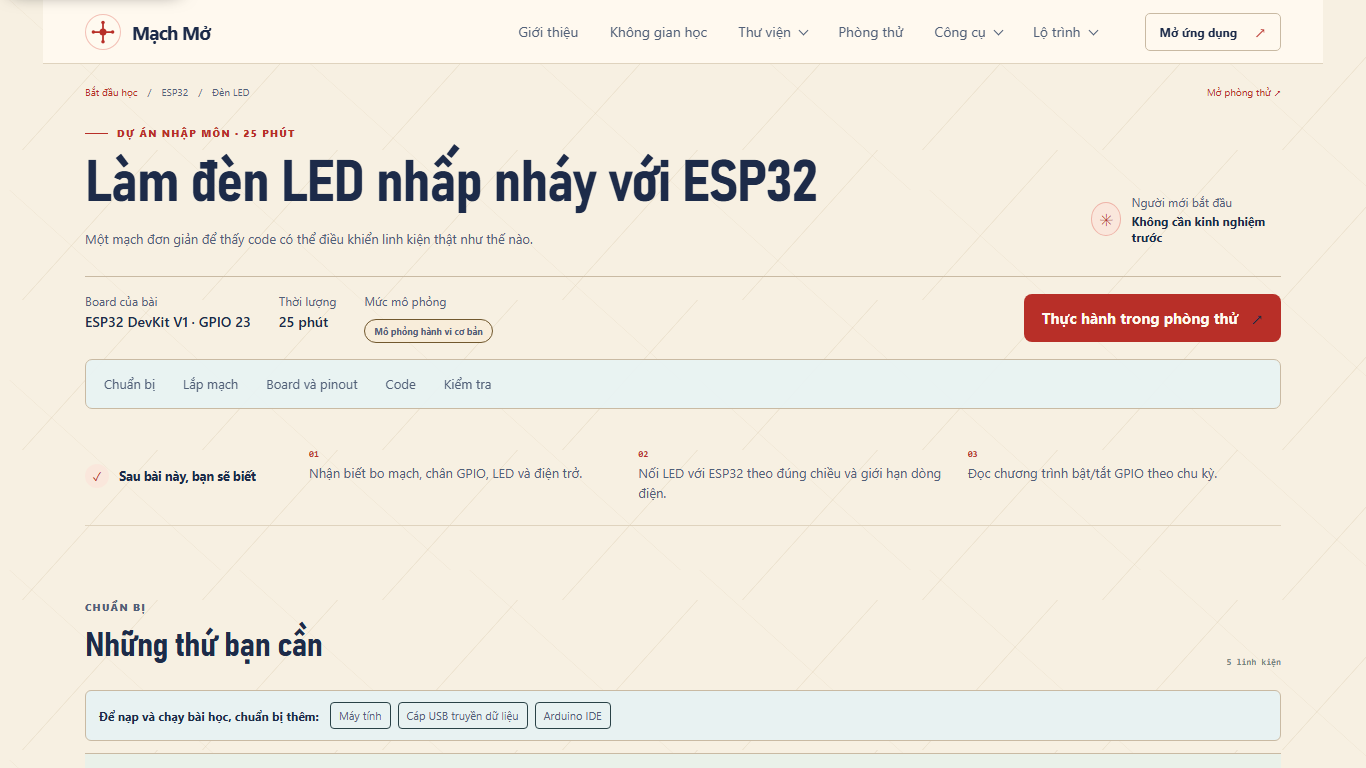 Mạch Mở
Giới thiệu
Không gian học
Thư viện
Phòng thử
Công cụ
Lộ trình
Mở ứng dụng ↗
Bắt đầu học / ESP32 / Đèn LED
Mở phòng thử ↗
DỰ ÁN NHẬP MÔN · 25 PHÚT
Làm đèn LED nhấp nháy với ESP32
Một mạch đơn giản để thấy code có thể điều khiển linh kiện thật như thế nào.
Người mới bắt đầu
Không cần kinh nghiệm
trước
Board của bài
ESP32 DevKit V1 · GPIO 23
Thời lượng
25 phút
Mức mô phỏng
Mô phỏng hành vi cơ bản
Thực hành trong phòng thử ↗
Chuẩn bị
Lắp mạch
Board và pinout
Code
Kiểm tra
✓ Sau bài này, bạn sẽ biết
01
Nhận biết bo mạch, chân GPIO, LED và điện trở.
02
Nối LED với ESP32 theo đúng chiều và giới hạn dòng
điện.
03
Đọc chương trình bật/tắt GPIO theo chu kỳ.
CHUẨN BỊ
Những thứ bạn cần
5 linh kiện
Để nạp và chạy bài học, chuẩn bị thêm:
Máy tính
Cáp USB truyền dữ liệu
Arduino IDE